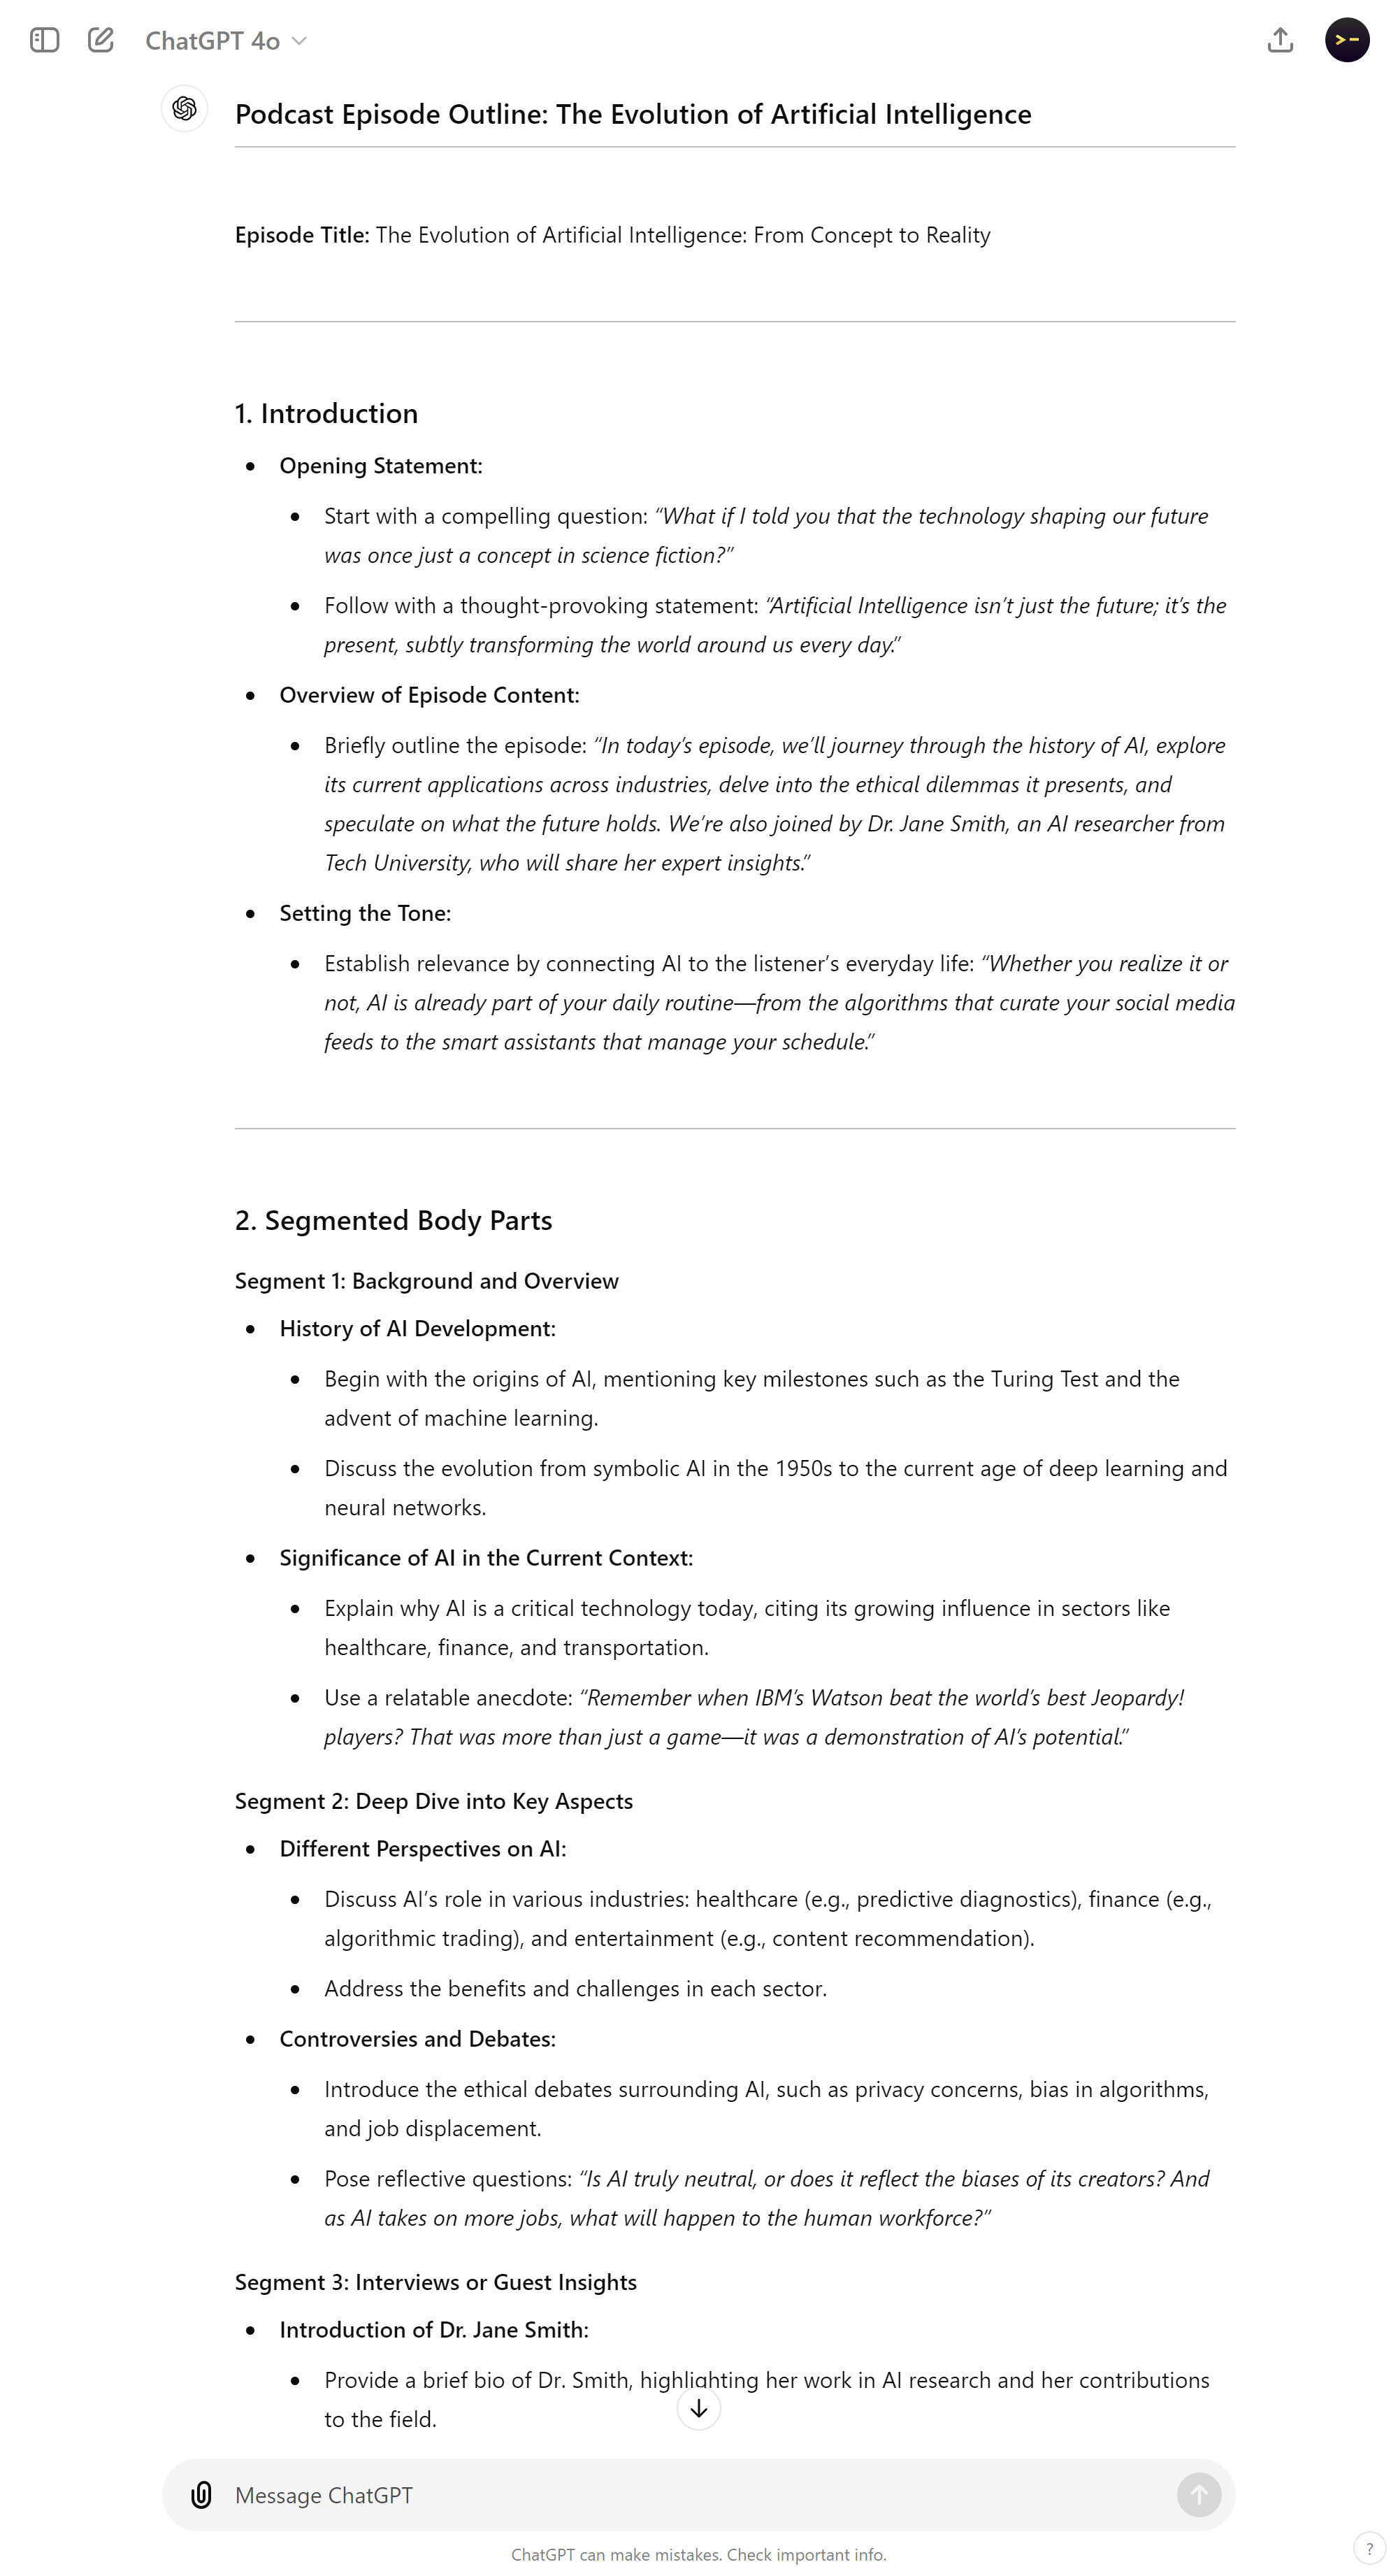 ChatGPT 4o
Podcast Episode Outline: The Evolution of Artificial Intelligence
Episode Title: The Evolution of Artificial Intelligence: From Concept to Reality
1. Introduction
Opening Statement:
Start with a compelling question: “What if I told you that the technology shaping our future
was once just a concept in science fiction?”
Follow with a thought-provoking statement: “Artificial Intelligence isn’t just the future; it’s the
present, subtly transforming the world around us every day.”
Overview of Episode Content:
Briefly outline the episode: “In today’s episode, we’ll journey through the history of AI, explore
its current applications across industries, delve into the ethical dilemmas it presents, and
speculate on what the future holds. We’re also joined by Dr. Jane Smith, an AI researcher from
Tech University, who will share her expert insights.”
Setting the Tone:
Establish relevance by connecting AI to the listener’s everyday life: “Whether you realize it or
not, AI is already part of your daily routine—from the algorithms that curate your social media
feeds to the smart assistants that manage your schedule.”
2. Segmented Body Parts
Segment 1: Background and Overview
History of AI Development:
Begin with the origins of AI, mentioning key milestones such as the Turing Test and the
advent of machine learning.
Discuss the evolution from symbolic AI in the 1950s to the current age of deep learning and
neural networks.
Significance of AI in the Current Context:
Explain why AI is a critical technology today, citing its growing influence in sectors like
healthcare, finance, and transportation.
Use a relatable anecdote: “Remember when IBM’s Watson beat the world’s best Jeopardy!
players? That was more than just a game—it was a demonstration of AI’s potential.”
Segment 2: Deep Dive into Key Aspects
Different Perspectives on AI:
Discuss AI’s role in various industries: healthcare (e.g., predictive diagnostics), finance (e.g.,
algorithmic trading), and entertainment (e.g., content recommendation).
Address the benefits and challenges in each sector.
Controversies and Debates:
Introduce the ethical debates surrounding AI, such as privacy concerns, bias in algorithms,
and job displacement.
Pose reflective questions: “Is AI truly neutral, or does it reflect the biases of its creators? And
as AI takes on more jobs, what will happen to the human workforce?”
Segment 3: Interviews or Guest Insights
Introduction of Dr. Jane Smith:
Provide a brief bio of Dr. Smith, highlighting her work in AI research and her contributions
to the field.
Message ChatGPT
ChatGPT can make mistakes. Check important info.
?